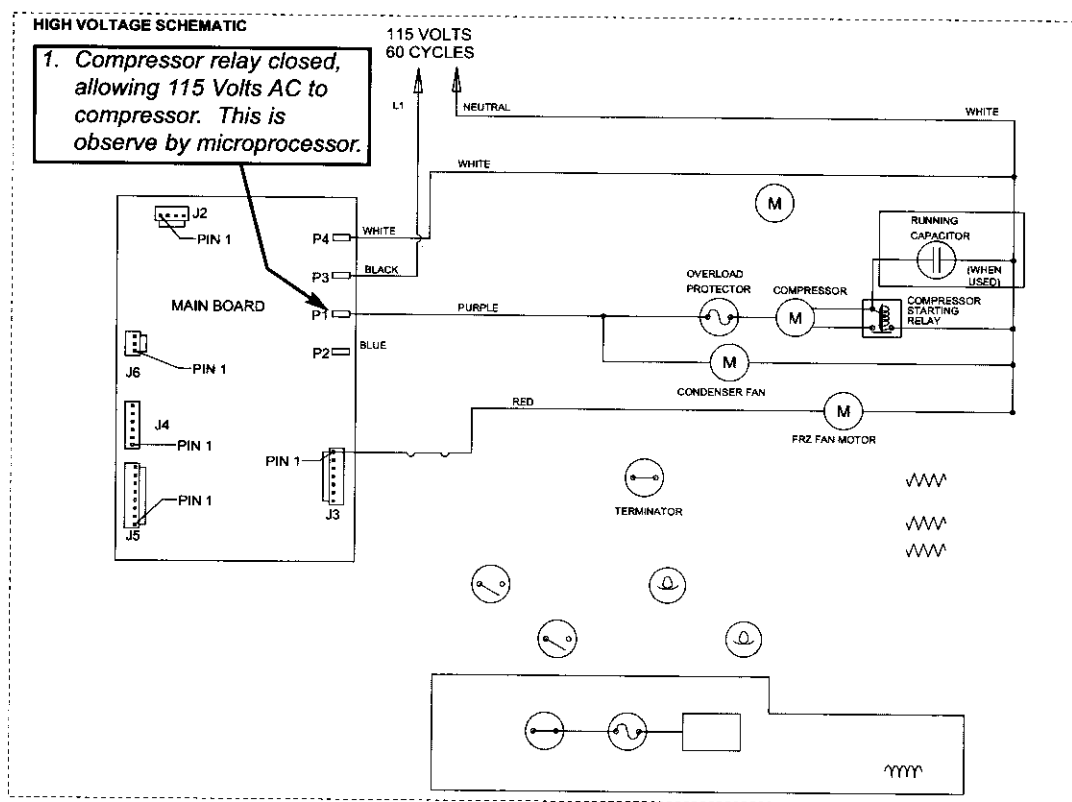 HIGH VOLTAGE SCHEMATIC
115 VOLTS
60 CYCLES
1. Compressor relay closed,
allowing 115 Volts AC to
compressor. This is
observe by microprocessor.
L1
NEUTRAL
WHITE
WHITE
J2
PIN 1
P4
WHITE
P3
BLACK
MAIN BOARD
P1
PURPLE
P2
BLUE
J6
PIN 1
J4
PIN 1
J5
PIN 1
PIN 1
J3
RED
M
RUNNING
CAPACITOR
(WHEN
USED)
OVERLOAD
PROTECTOR
COMPRESSOR
M
COMPRESSOR
STARTING
RELAY
M
CONDENSER FAN
M
FRZ FAN MOTOR
TERMINATOR